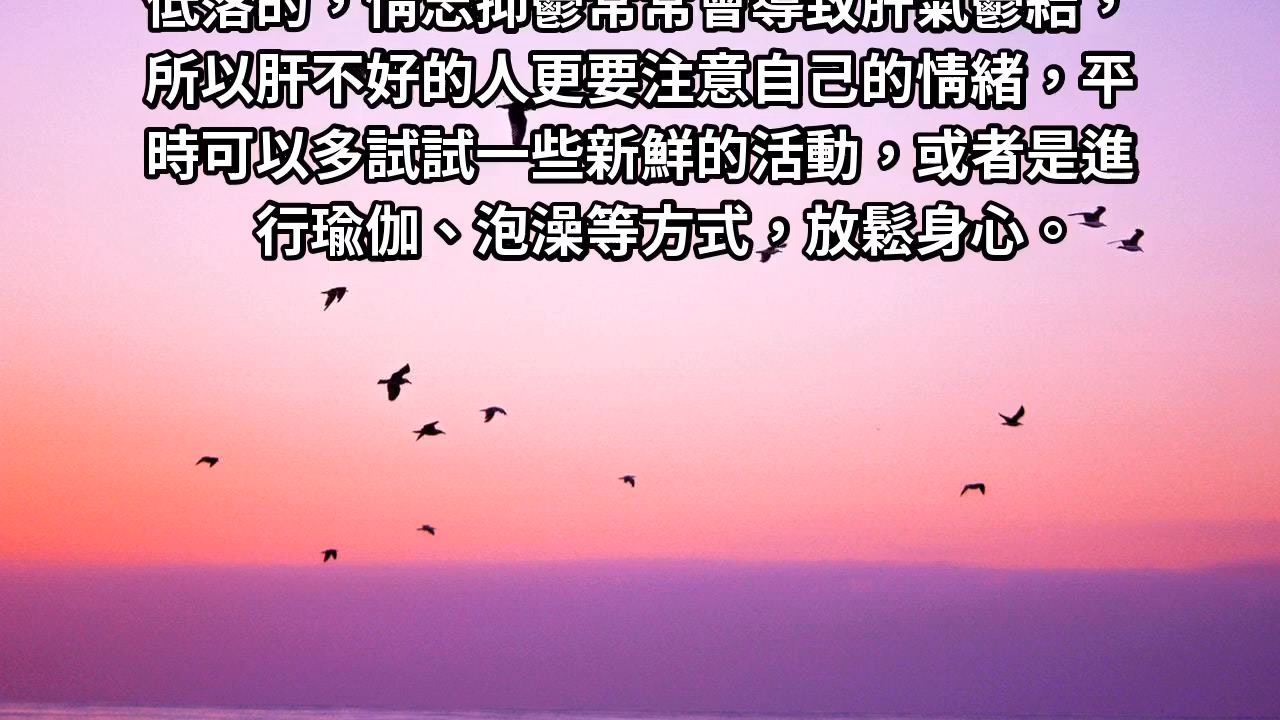 低落的，情志抑鬱常常會導致肝氣鬱結，
所以肝不好的人更要注意自己的情緒，平
時可以多試試一些新鮮的活動，或者是進
行瑜伽、泡澡等方式，放鬆身心。